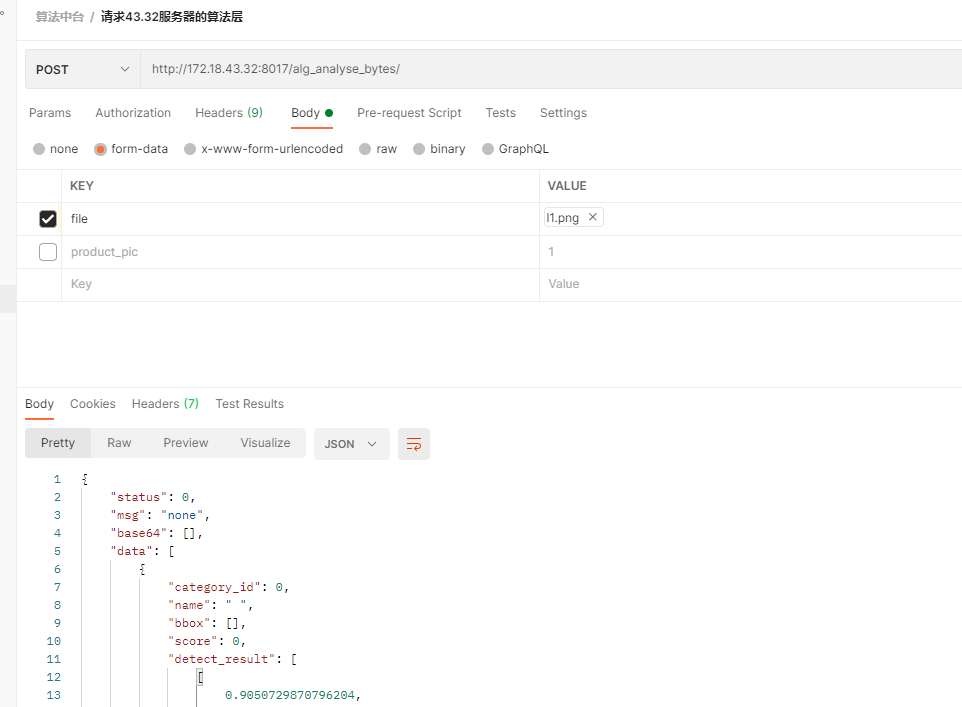 算法中台 / 请求43.32服务器的算法层
POST http://172.18.43.32:8017/alg_analyse_bytes/
Params Authorization Headers (9) Body Pre-request Script Tests Settings
none form-data x-www-form-urlencoded raw binary GraphQL
KEY VALUE
file l1.png ×
product_pic 1
Key Value
Body Cookies Headers (7) Test Results
Pretty Raw Preview Visualize JSON
1 {
2 "status": 0,
3 "msg": "none",
4 "base64": [],
5 "data": [
6 {
7 "category_id": 0,
8 "name": " ",
9 "bbox": [],
10 "score": 0,
11 "detect_result": [
12 [
13 0.9050729870796204,